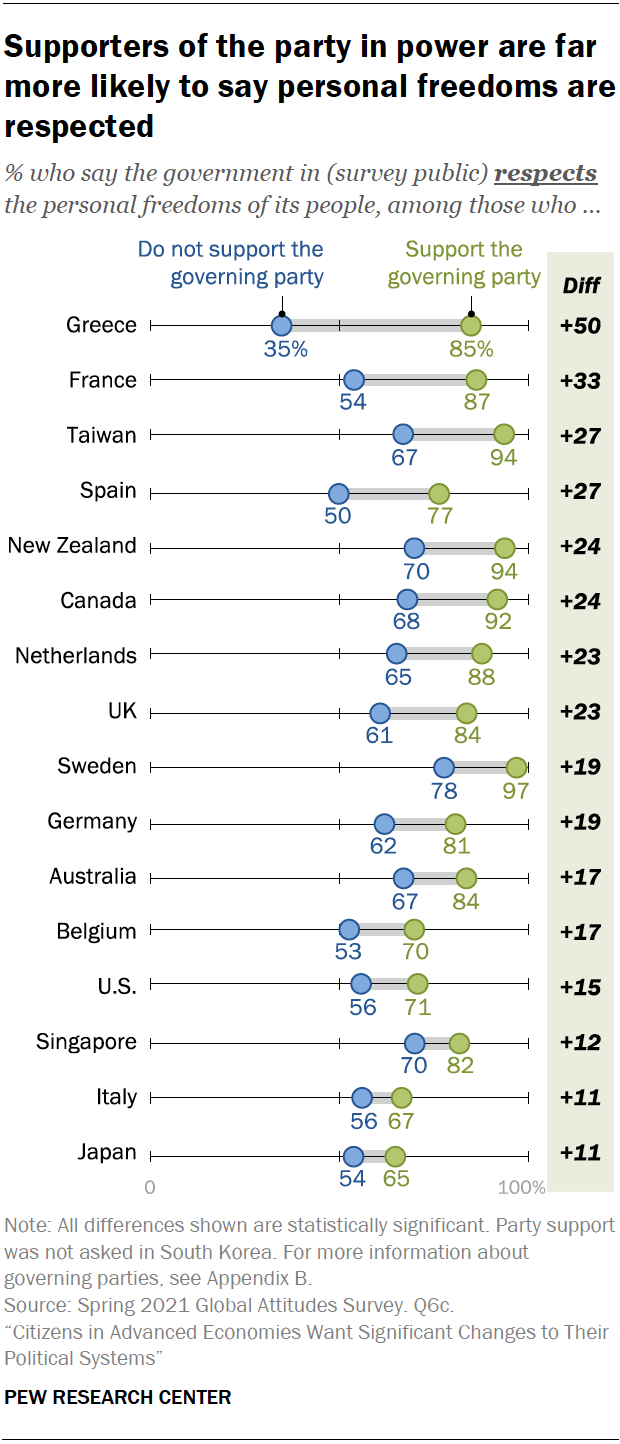 Supporters of the party in power are far
more likely to say personal freedoms are
respected
% who say the government in (survey public) respects
the personal freedoms of its people, among those who ...
Do not support the
governing party
Support the
governing party
Diff
Greece
35%
85%
+50
France
54
87
+33
Taiwan
67
94
+27
Spain
50
77
+27
New Zealand
70
94
+24
Canada
68
92
+24
Netherlands
65
88
+23
UK
61
84
+23
Sweden
78
97
+19
Germany
62
81
+19
Australia
67
84
+17
Belgium
53
70
+17
U.S.
56
71
+15
Singapore
70
82
+12
Italy
56
67
+11
Japan
54
65
+11
0
100%
Note: All differences shown are statistically significant. Party support
was not asked in South Korea. For more information about
governing parties, see Appendix B.
Source: Spring 2021 Global Attitudes Survey. Q6c.
“Citizens in Advanced Economies Want Significant Changes to Their
Political Systems”
PEW RESEARCH CENTER